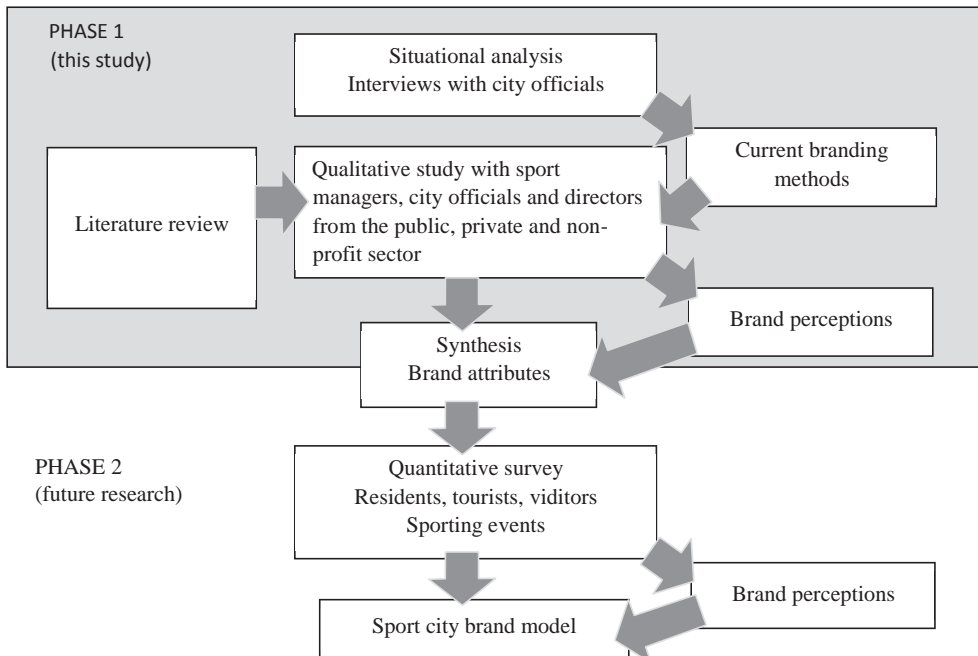 PHASE 1
(this study)
Situational analysis
Interviews with city officials
Current branding
methods
Literature review
Qualitative study with sport
managers, city officials and directors
from the public, private and non-
profit sector
Brand perceptions
Synthesis
Brand attributes
PHASE 2
(future research)
Quantitative survey
Residents, tourists, viditors
Sporting events
Brand perceptions
Sport city brand model